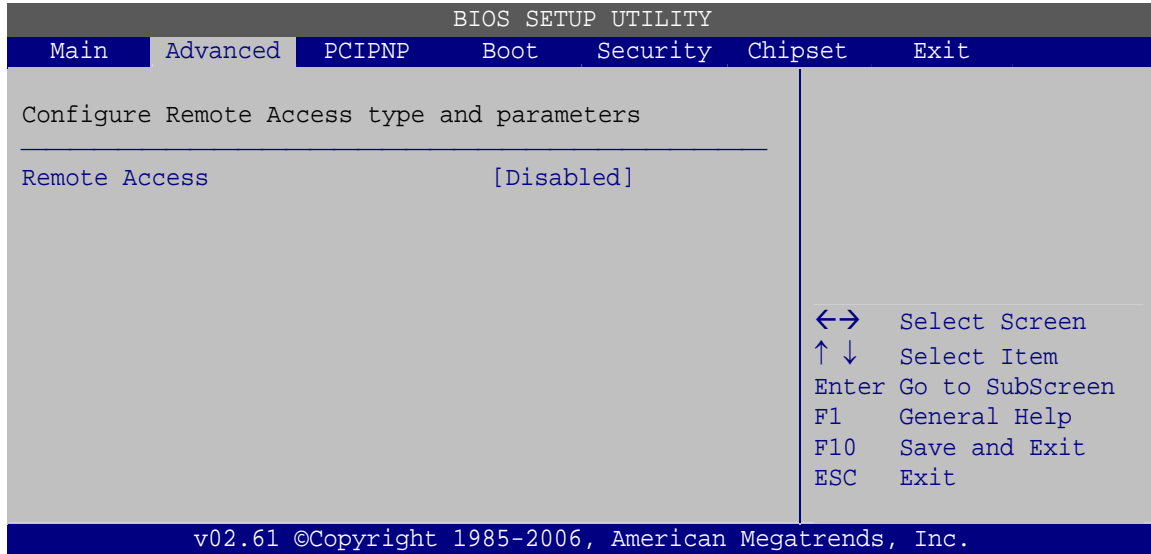 BIOS SETUP UTILITY
Main Advanced PCIPNP Boot Security Chipset Exit
Configure Remote Access type and parameters
Remote Access [Disabled]
←→ Select Screen
↑ ↓ Select Item
Enter Go to SubScreen
F1 General Help
F10 Save and Exit
ESC Exit
v02.61 ©Copyright 1985-2006, American Megatrends, Inc.